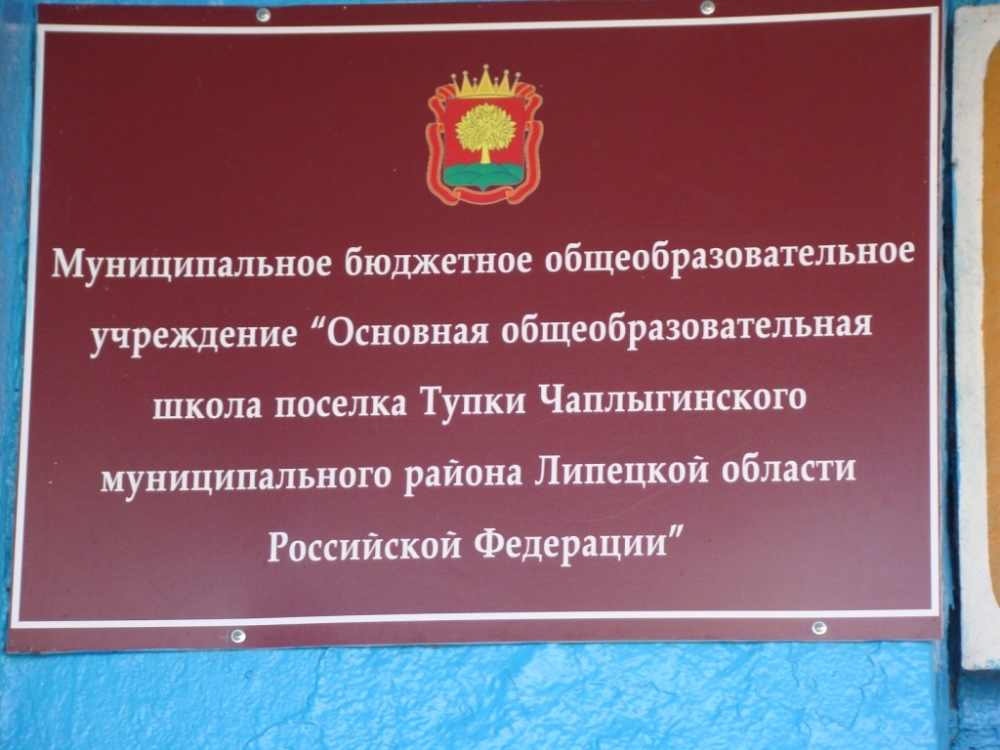 Муниципальное бюджетное общеобразовательное
учреждение “Основная общеобразовательная
школа поселка Тупки Чаплыгинского
муниципального района Липецкой области
Российской Федерации”